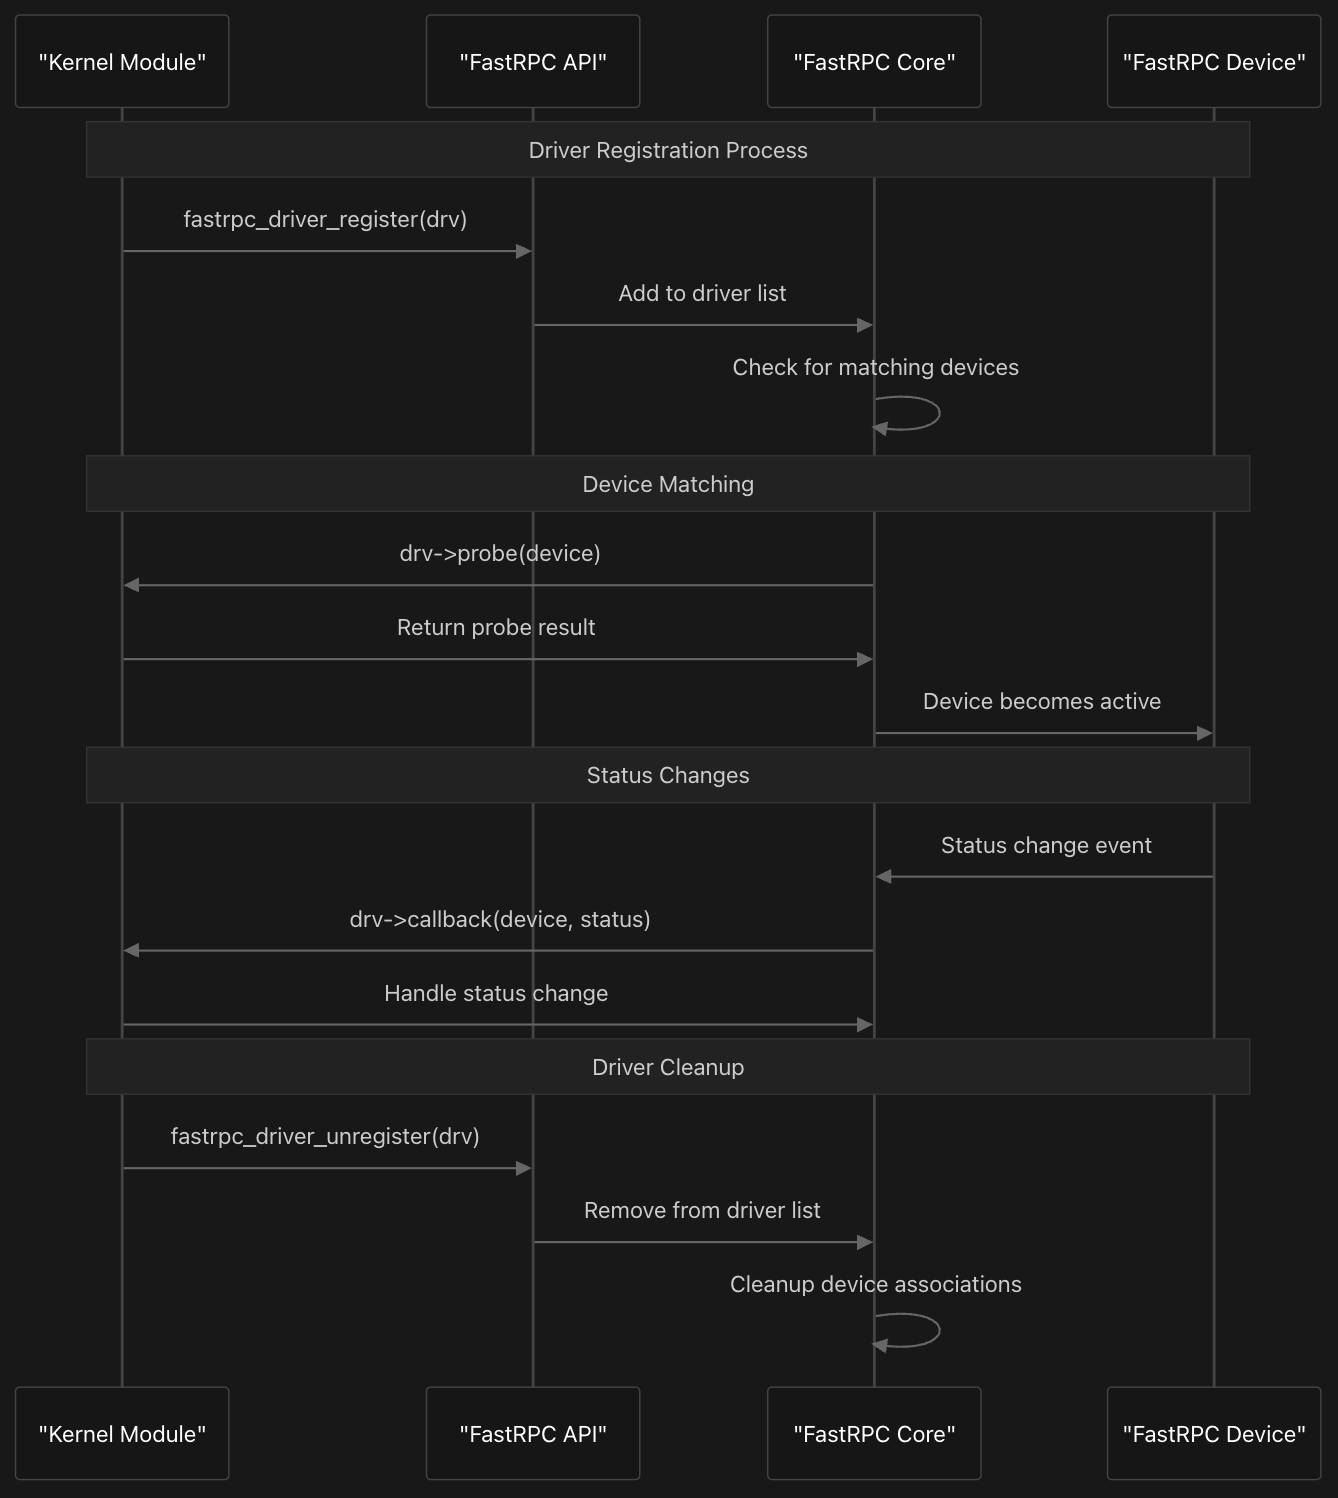 "Kernel Module"
"FastRPC API"
"FastRPC Core"
"FastRPC Device"
Driver Registration Process
fastrpc_driver_register(drv)
Add to driver list
Check for matching devices
Device Matching
drv->probe(device)
Return probe result
Device becomes active
Status Changes
Status change event
drv->callback(device, status)
Handle status change
Driver Cleanup
fastrpc_driver_unregister(drv)
Remove from driver list
Cleanup device associations
"Kernel Module"
"FastRPC API"
"FastRPC Core"
"FastRPC Device"